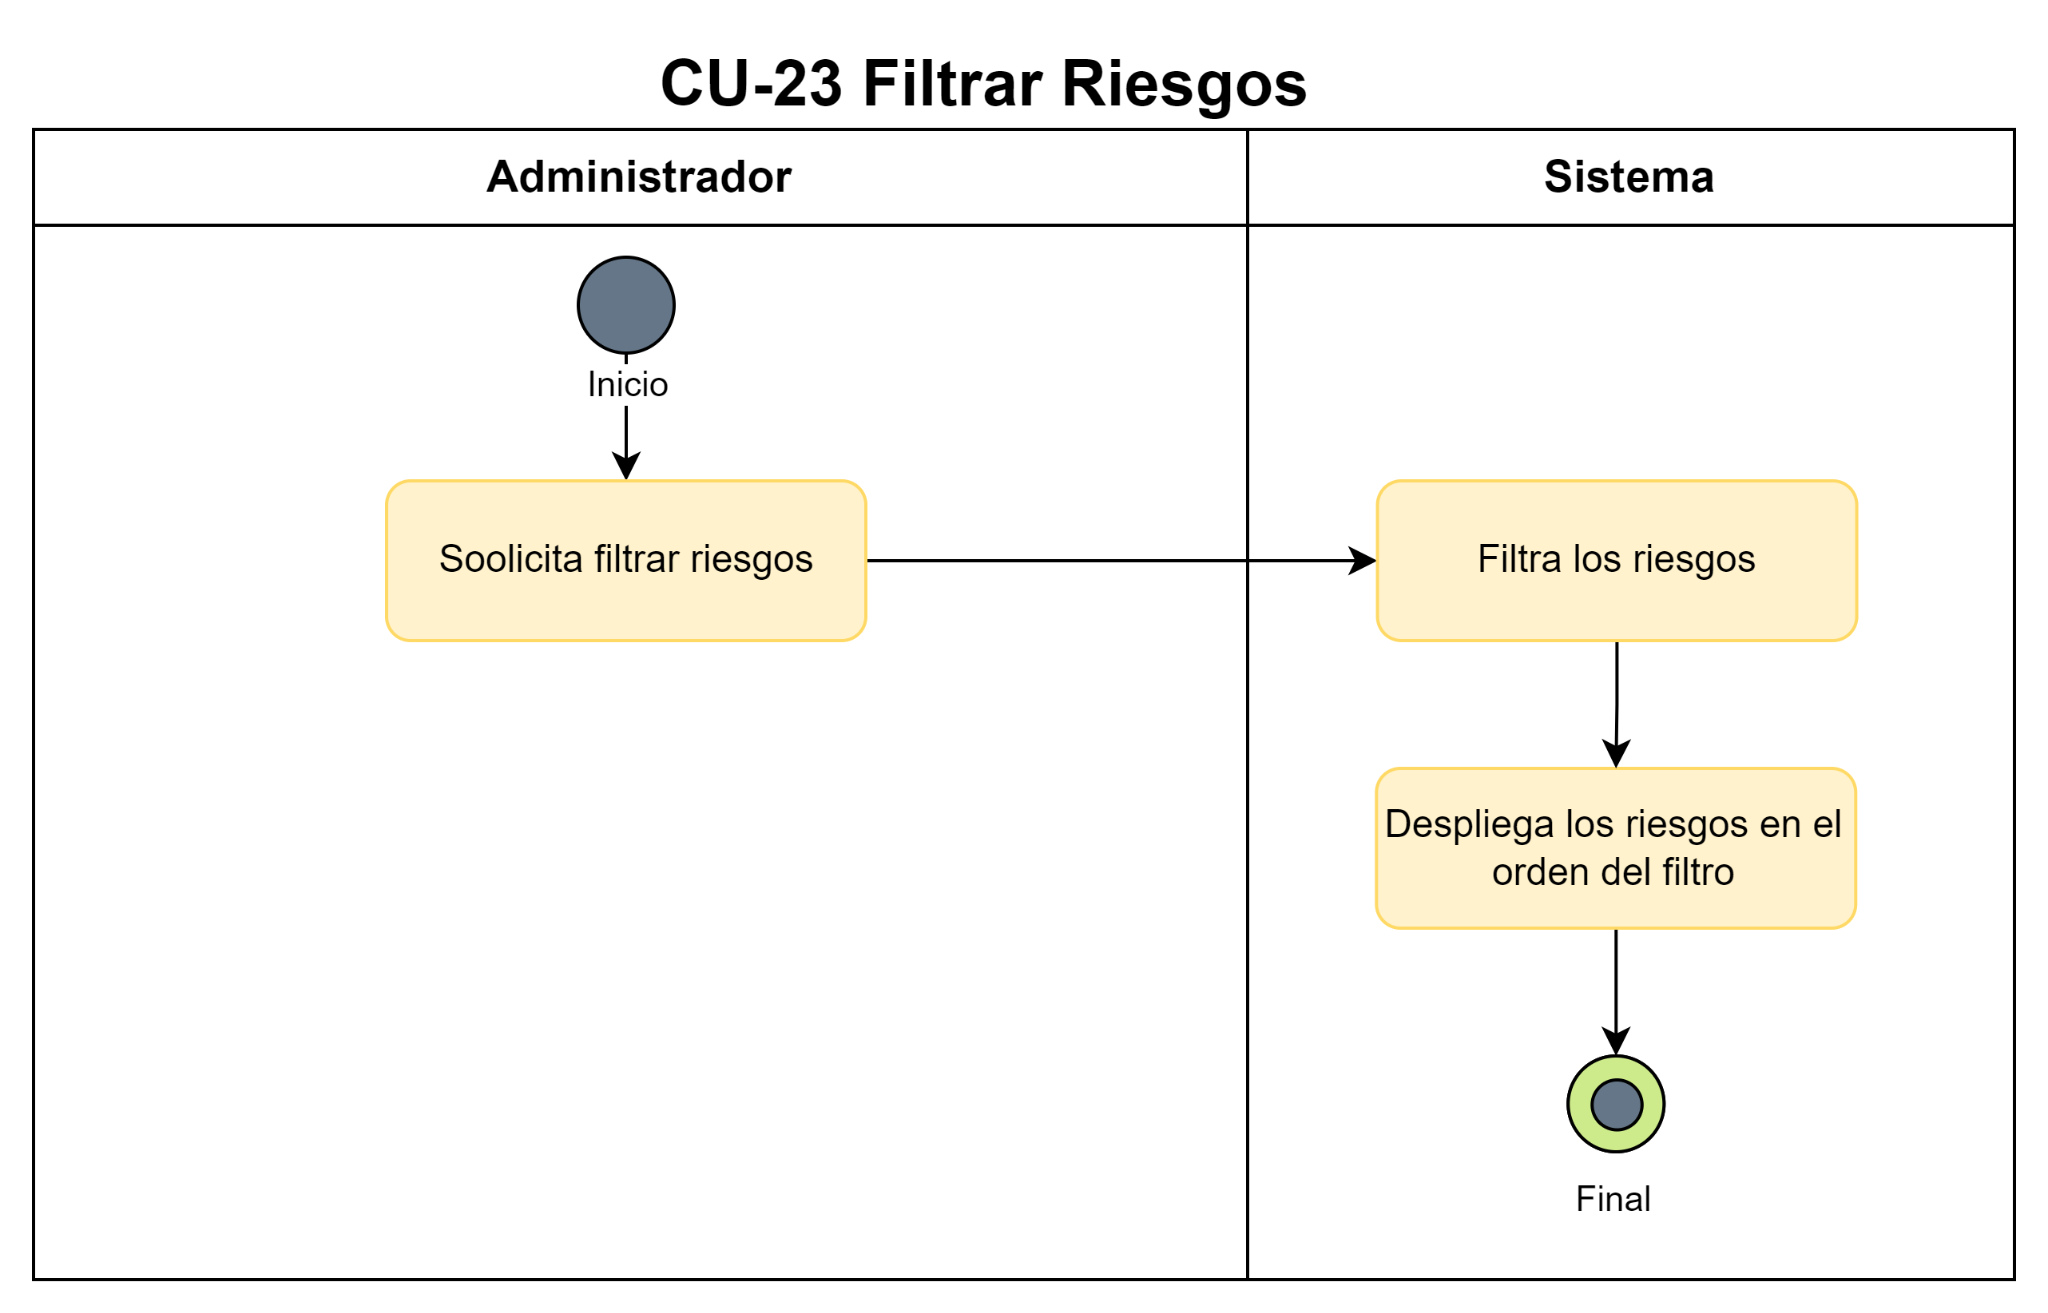 CU-23 Filtrar Riesgos
Administrador
Sistema
Inicio
Soolicita filtrar riesgos
Filtra los riesgos
Despliega los riesgos en el
orden del filtro
Final